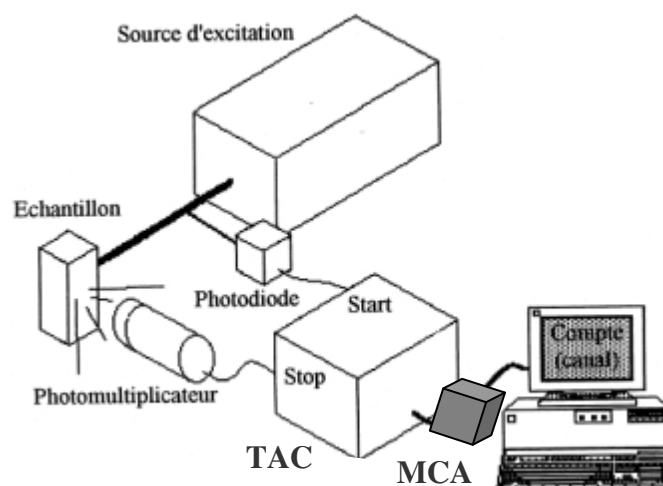 Source d'excitation
Echantillon
Photodiode
Start
Compte
(canal)
Stop
Photomultiplicateur
TAC
MCA